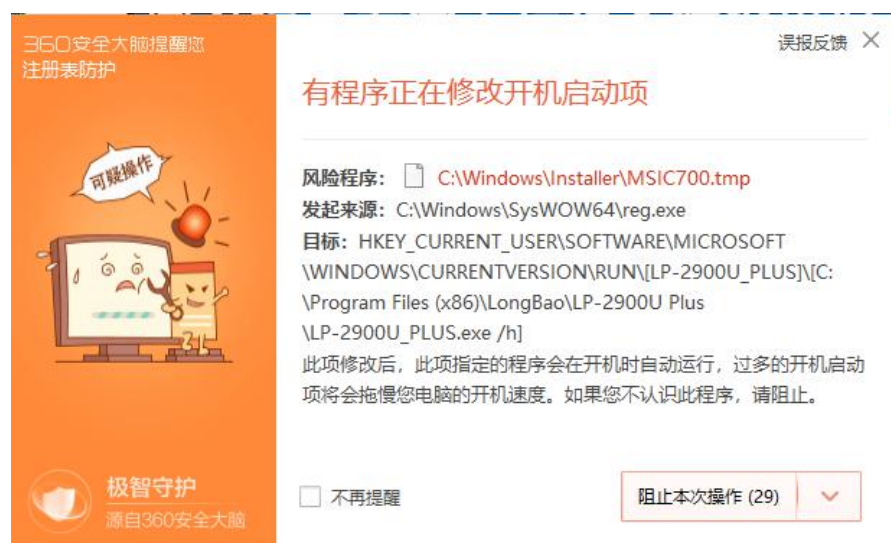 360安全大脑提醒您
注册表防护
误报反馈
有程序正在修改开机启动项
可疑操作
风险程序： C:\Windows\Installer\MSIC700.tmp
发起来源：C:\Windows\SysWOW64\reg.exe
目标：HKEY_CURRENT_USER\SOFTWARE\MICROSOFT
\WINDOWS\CURRENTVERSION\RUN\[LP-2900U_PLUS]\[C:
\Program Files (x86)\LongBao\LP-2900U Plus
\LP-2900U_PLUS.exe /h]
此项修改后，此项指定的程序会在开机时自动运行，过多的开机启动
项将会拖慢您电脑的开机速度。如果您不认识此程序，请阻止。
极智守护
源自360安全大脑
不再提醒
阻止本次操作 (29)